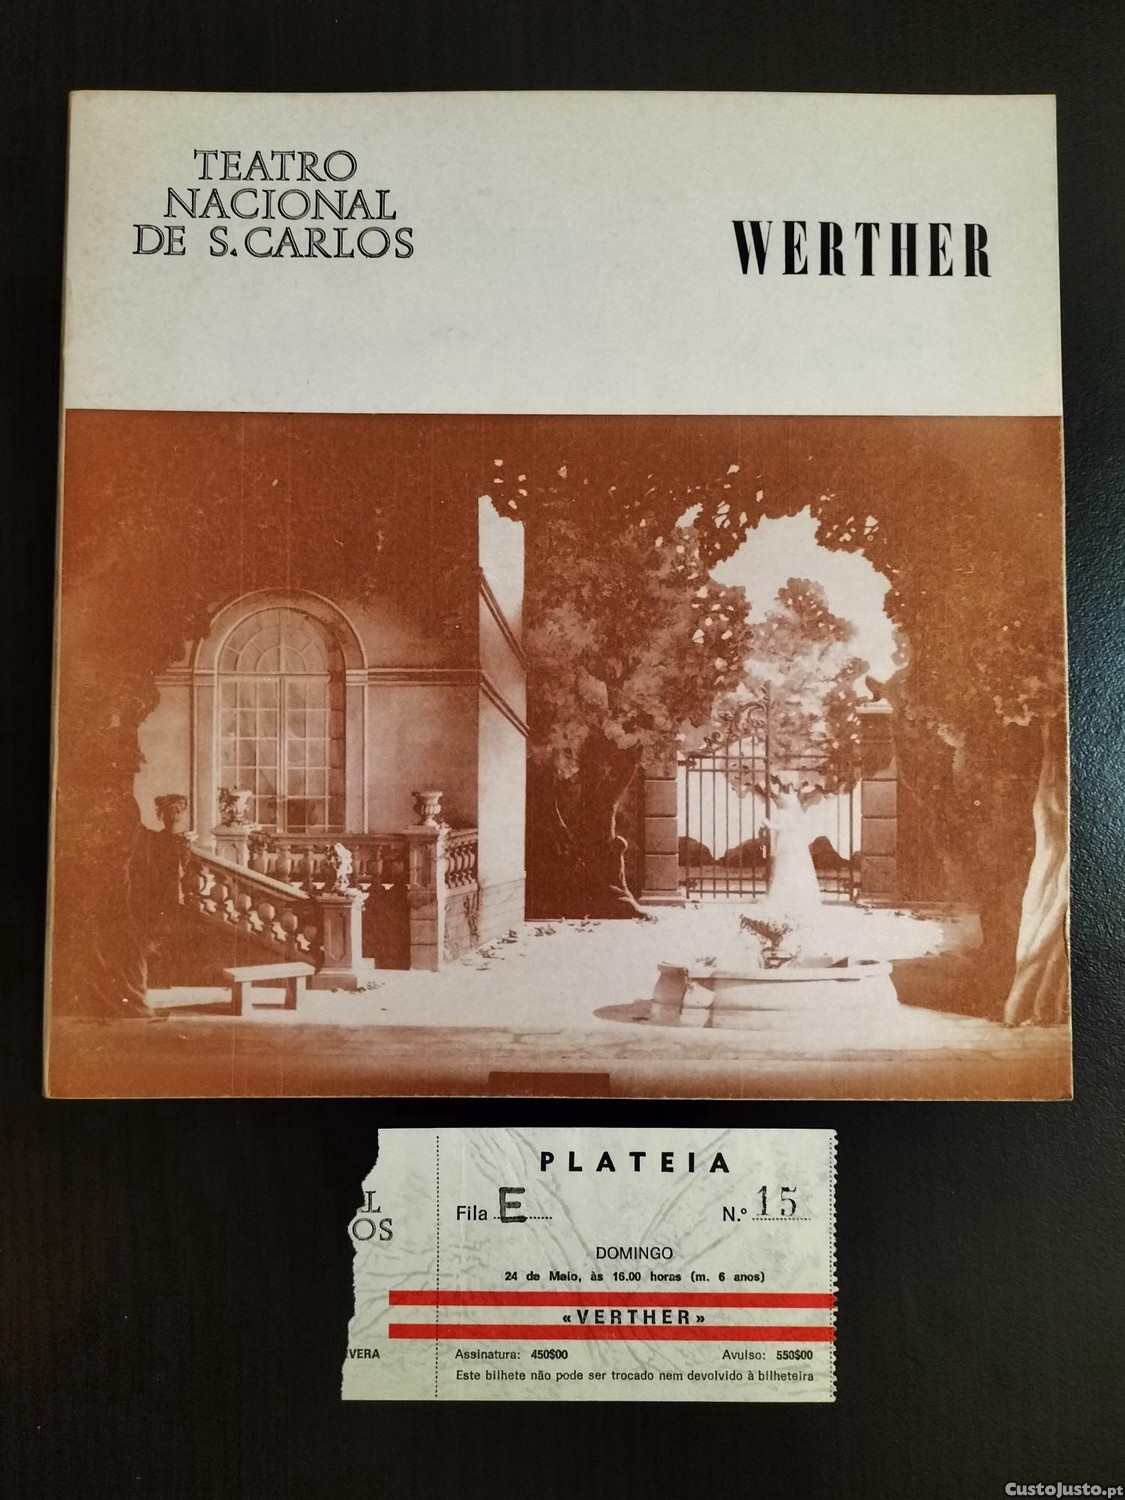 TEATRO
NACIONAL
DE S. CARLOS
WERTHER
L
OS
VERA
PLATEIA
Fila E N.º 15
DOMINGO
24 de Maio, às 16.00 horas (m. 6 anos)
«VERTHER»
Assinatura: 450$00 Avulso: 550$00
Este bilhete não pode ser trocado nem devolvido à bilheteira
CustoJusto.pt